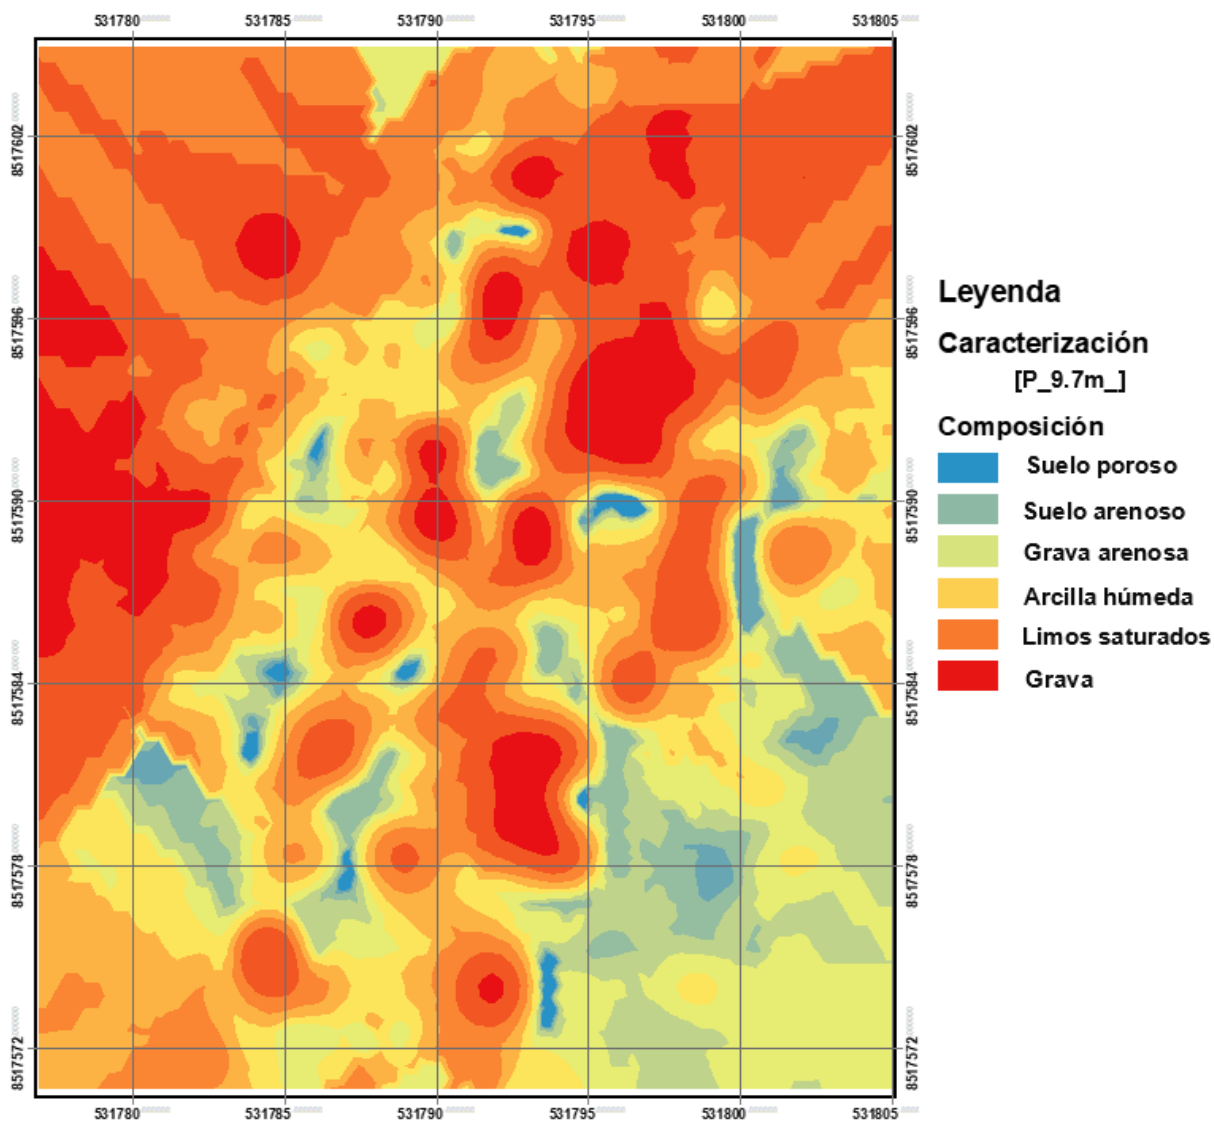 531780 531785 531790 531795 531800 531805
8517602 8517602
8517596 8517596
8517590 8517590
8517584 8517584
8517578 8517578
8517572 8517572
531780 531785 531790 531795 531800 531805
Leyenda
Caracterización
[P_9.7m_]
Composición
Suelo poroso
Suelo arenoso
Grava arenosa
Arcilla húmeda
Limos saturados
Grava